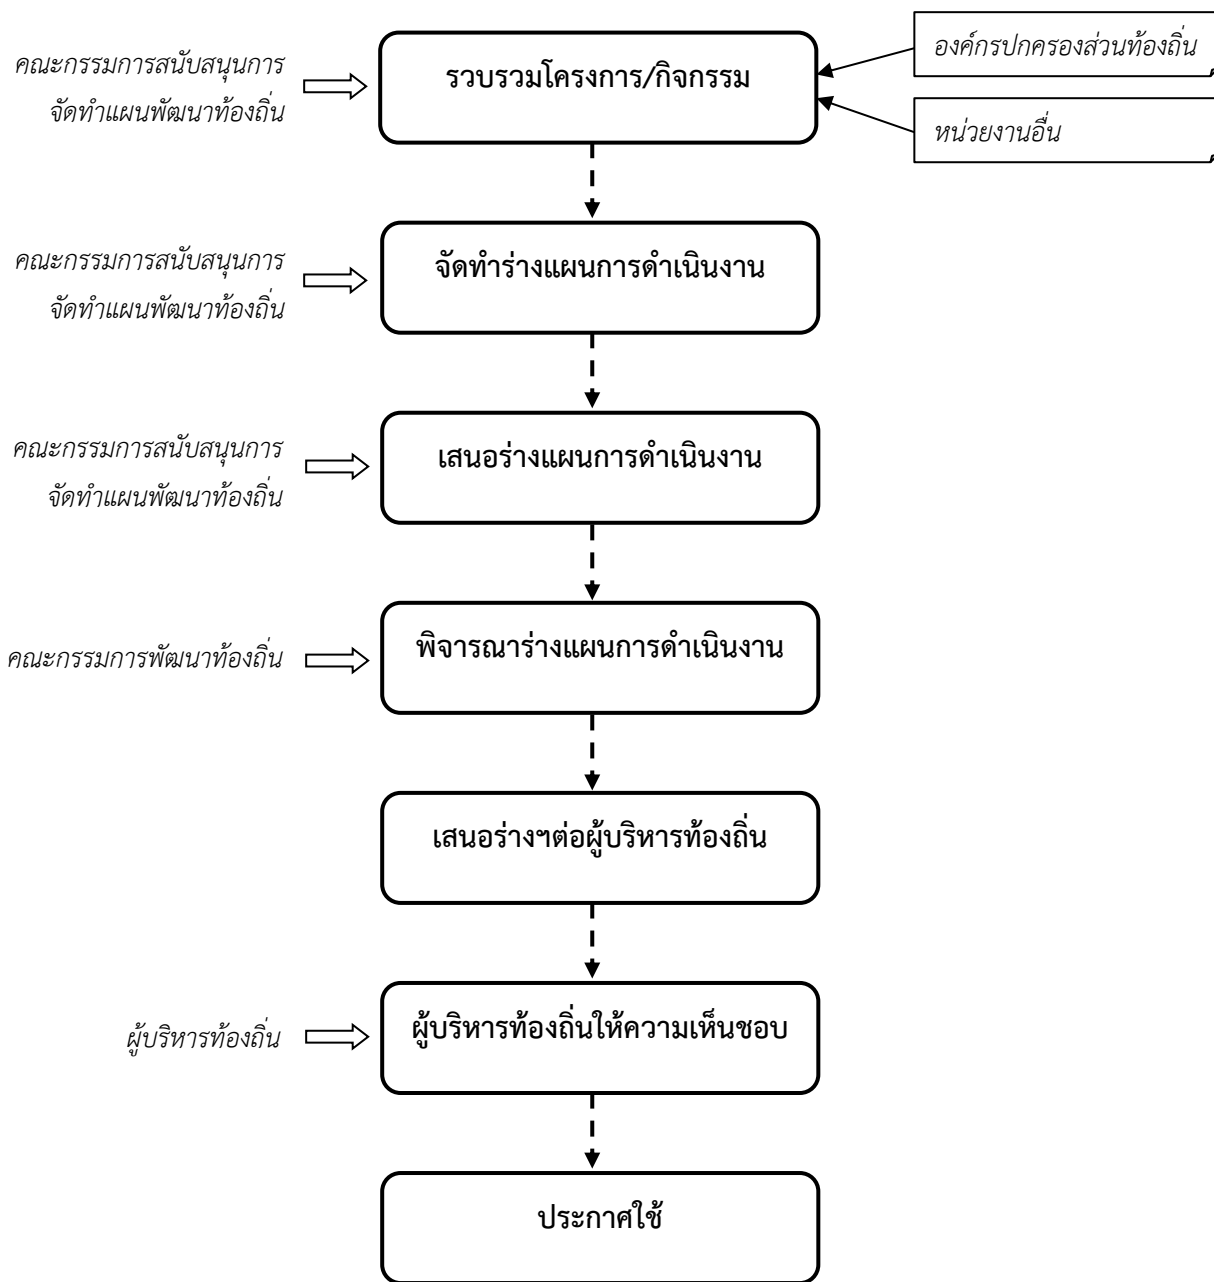 คณะกรรมการสนับสนุนการ
จัดทำแผนพัฒนาท้องถิ่น
รวบรวมโครงการ/กิจกรรม
องค์กรปกครองส่วนท้องถิ่น
หน่วยงานอื่น
คณะกรรมการสนับสนุนการ
จัดทำแผนพัฒนาท้องถิ่น
จัดทำร่างแผนการดำเนินงาน
คณะกรรมการสนับสนุนการ
จัดทำแผนพัฒนาท้องถิ่น
เสนอร่างแผนการดำเนินงาน
คณะกรรมการพัฒนาท้องถิ่น
พิจารณาร่างแผนการดำเนินงาน
เสนอร่างฯต่อผู้บริหารท้องถิ่น
ผู้บริหารท้องถิ่น
ผู้บริหารท้องถิ่นให้ความเห็นชอบ
ประกาศใช้